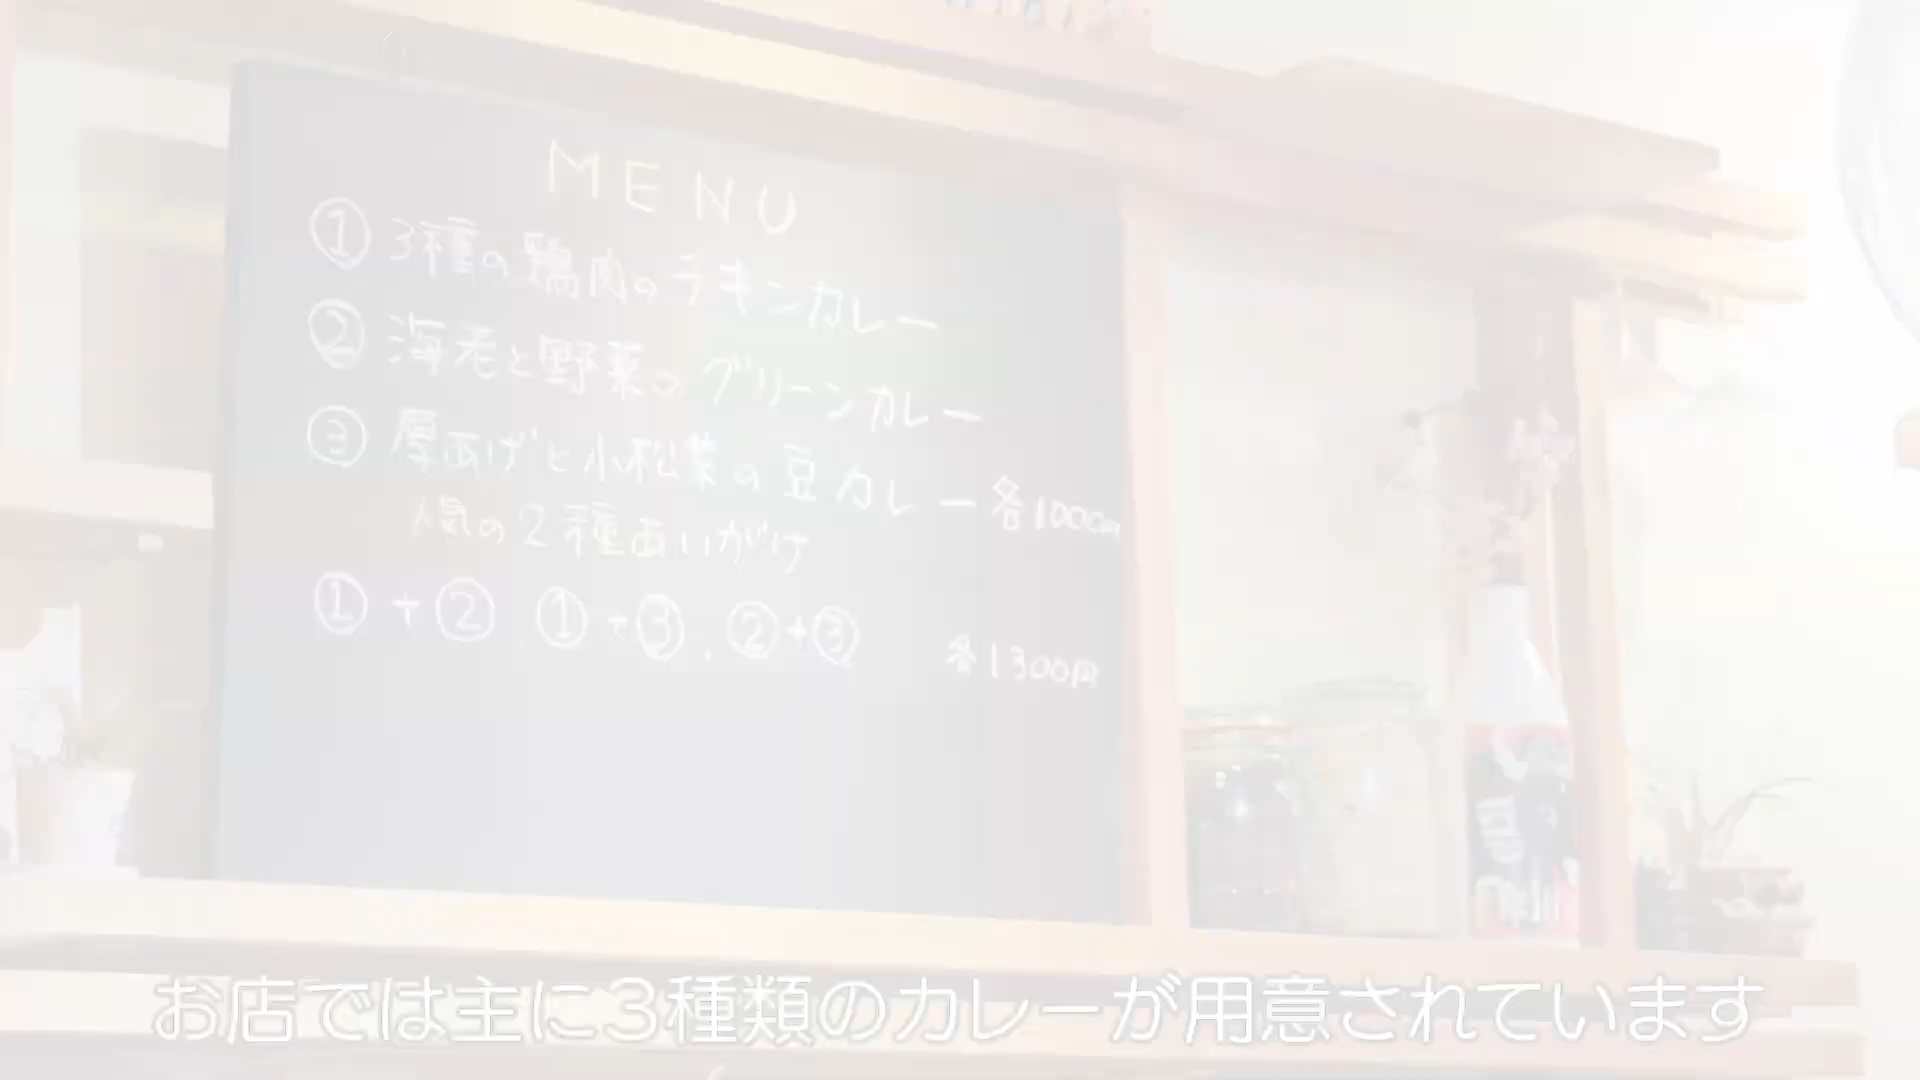 MENU
① 3種の鶏肉のチキンカレー
② 海老と野菜のグリーンカレー
③ 厚あげと小松菜の豆カレー 各1000円
人気の2種あいがけ
①+②、①+③、②+③ 各1300円
お店では主に3種類のカレーが用意されています